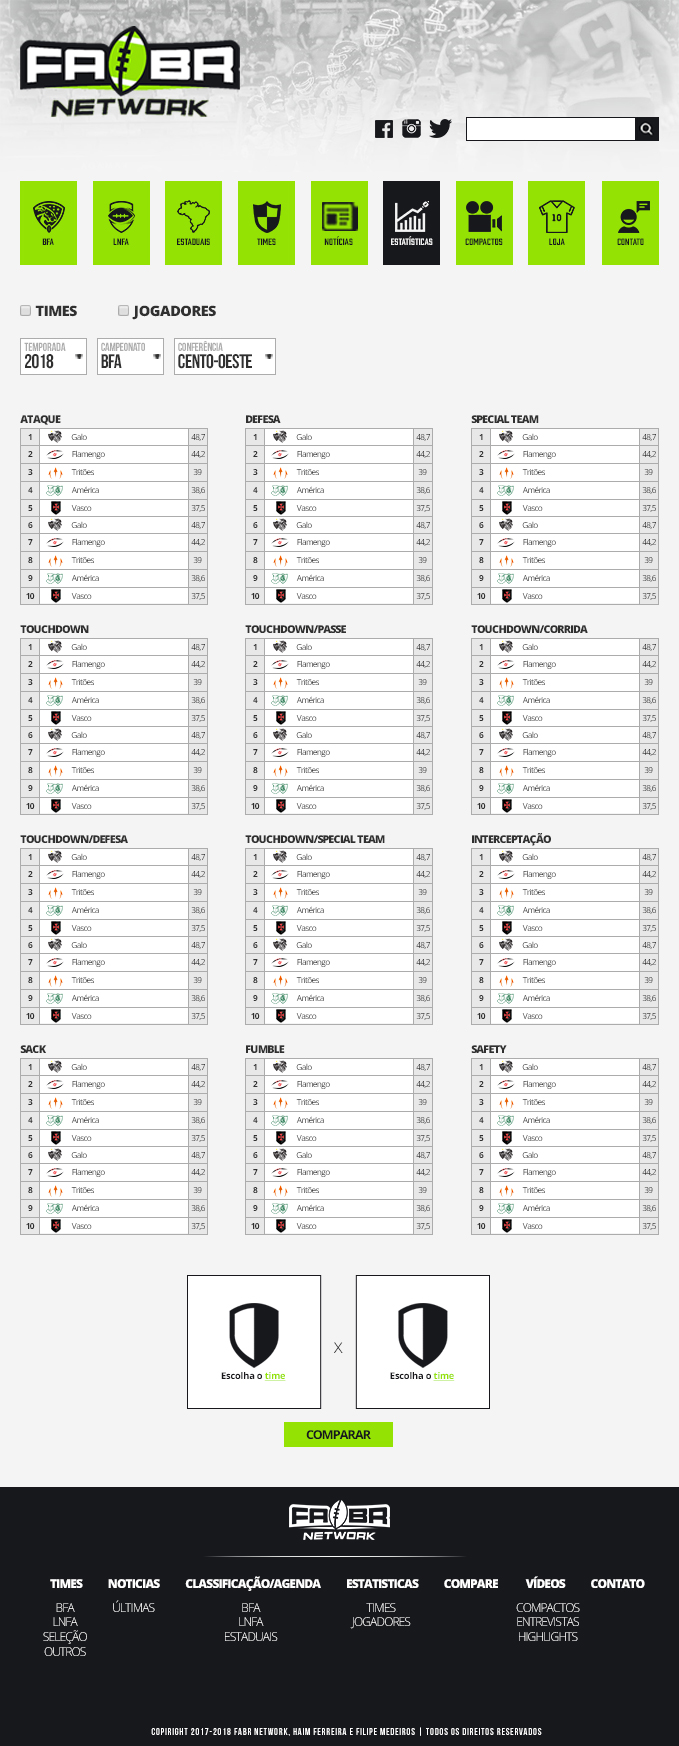 FABR
NETWORK
BFA
LNFA
ESTADUAIS
TIMES
NOTÍCIAS
ESTATÍSTICAS
COMPACTOS
10
LOJA
CONTATO
TIMES
JOGADORES
TEMPORADA
2018
CAMPEONATO
BFA
CONFERÊNCIA
CENTO-OESTE
ATAQUE
1 Galo 48,7
2 Flamengo 44,2
3 Tritões 39
4 América 38,6
5 Vasco 37,5
6 Galo 48,7
7 Flamengo 44,2
8 Tritões 39
9 América 38,6
10 Vasco 37,5
DEFESA
1 Galo 48,7
2 Flamengo 44,2
3 Tritões 39
4 América 38,6
5 Vasco 37,5
6 Galo 48,7
7 Flamengo 44,2
8 Tritões 39
9 América 38,6
10 Vasco 37,5
SPECIAL TEAM
1 Galo 48,7
2 Flamengo 44,2
3 Tritões 39
4 América 38,6
5 Vasco 37,5
6 Galo 48,7
7 Flamengo 44,2
8 Tritões 39
9 América 38,6
10 Vasco 37,5
TOUCHDOWN
1 Galo 48,7
2 Flamengo 44,2
3 Tritões 39
4 América 38,6
5 Vasco 37,5
6 Galo 48,7
7 Flamengo 44,2
8 Tritões 39
9 América 38,6
10 Vasco 37,5
TOUCHDOWN/PASSE
1 Galo 48,7
2 Flamengo 44,2
3 Tritões 39
4 América 38,6
5 Vasco 37,5
6 Galo 48,7
7 Flamengo 44,2
8 Tritões 39
9 América 38,6
10 Vasco 37,5
TOUCHDOWN/CORRIDA
1 Galo 48,7
2 Flamengo 44,2
3 Tritões 39
4 América 38,6
5 Vasco 37,5
6 Galo 48,7
7 Flamengo 44,2
8 Tritões 39
9 América 38,6
10 Vasco 37,5
TOUCHDOWN/DEFESA
1 Galo 48,7
2 Flamengo 44,2
3 Tritões 39
4 América 38,6
5 Vasco 37,5
6 Galo 48,7
7 Flamengo 44,2
8 Tritões 39
9 América 38,6
10 Vasco 37,5
TOUCHDOWN/SPECIAL TEAM
1 Galo 48,7
2 Flamengo 44,2
3 Tritões 39
4 América 38,6
5 Vasco 37,5
6 Galo 48,7
7 Flamengo 44,2
8 Tritões 39
9 América 38,6
10 Vasco 37,5
INTERCEPTAÇÃO
1 Galo 48,7
2 Flamengo 44,2
3 Tritões 39
4 América 38,6
5 Vasco 37,5
6 Galo 48,7
7 Flamengo 44,2
8 Tritões 39
9 América 38,6
10 Vasco 37,5
SACK
1 Galo 48,7
2 Flamengo 44,2
3 Tritões 39
4 América 38,6
5 Vasco 37,5
6 Galo 48,7
7 Flamengo 44,2
8 Tritões 39
9 América 38,6
10 Vasco 37,5
FUMBLE
1 Galo 48,7
2 Flamengo 44,2
3 Tritões 39
4 América 38,6
5 Vasco 37,5
6 Galo 48,7
7 Flamengo 44,2
8 Tritões 39
9 América 38,6
10 Vasco 37,5
SAFETY
1 Galo 48,7
2 Flamengo 44,2
3 Tritões 39
4 América 38,6
5 Vasco 37,5
6 Galo 48,7
7 Flamengo 44,2
8 Tritões 39
9 América 38,6
10 Vasco 37,5
Escolha o time
X
Escolha o time
COMPARAR
FABR
NETWORK
TIMES
BFA
LNFA
SELEÇÃO
OUTROS
NOTICIAS
ÚLTIMAS
CLASSIFICAÇÃO/AGENDA
BFA
LNFA
ESTADUAIS
ESTATISTICAS
TIMES
JOGADORES
COMPARE
VÍDEOS
COMPACTOS
ENTREVISTAS
HIGHLIGHTS
CONTATO
COPIRIGHT 2017-2018 FABR NETWORK, HAIM FERREIRA E FILIPE MEDEIROS | TODOS OS DIREITOS RESERVADOS